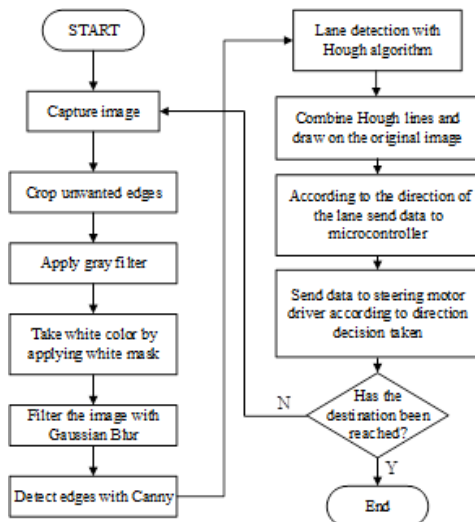 START
Capture image
Crop unwanted edges
Apply gray filter
Take white color by
applying white mask
Filter the image with
Gaussian Blur
Detect edges with Canny
Lane detection with
Hough algorithm
Combine Hough lines and
draw on the original image
According to the direction of
the lane send data to
microcontroller
Send data to steering motor
driver according to direction
decision taken
Has the
destination been
reached?
N
Y
End